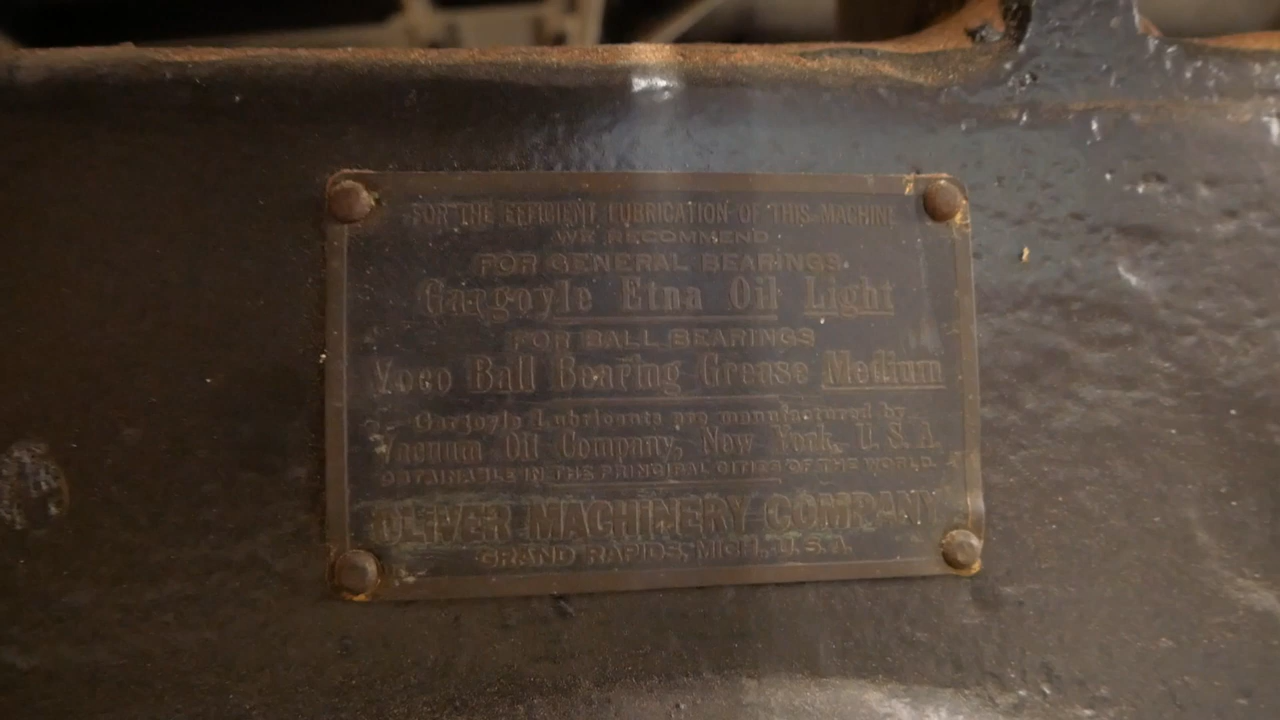 FOR THE EFFICIENT LUBRICATION OF THIS MACHINE
WE RECOMMEND
FOR GENERAL BEARINGS
Gargoyle Etna Oil Light
FOR BALL BEARINGS
Voco Ball Bearing Grease Medium
Gargoyle Lubricants are manufactured by
Vacuum Oil Company, New York, U. S. A.
OBTAINABLE IN THE PRINCIPAL CITIES OF THE WORLD.
OLIVER MACHINERY COMPANY
GRAND RAPIDS, MICH., U. S. A.